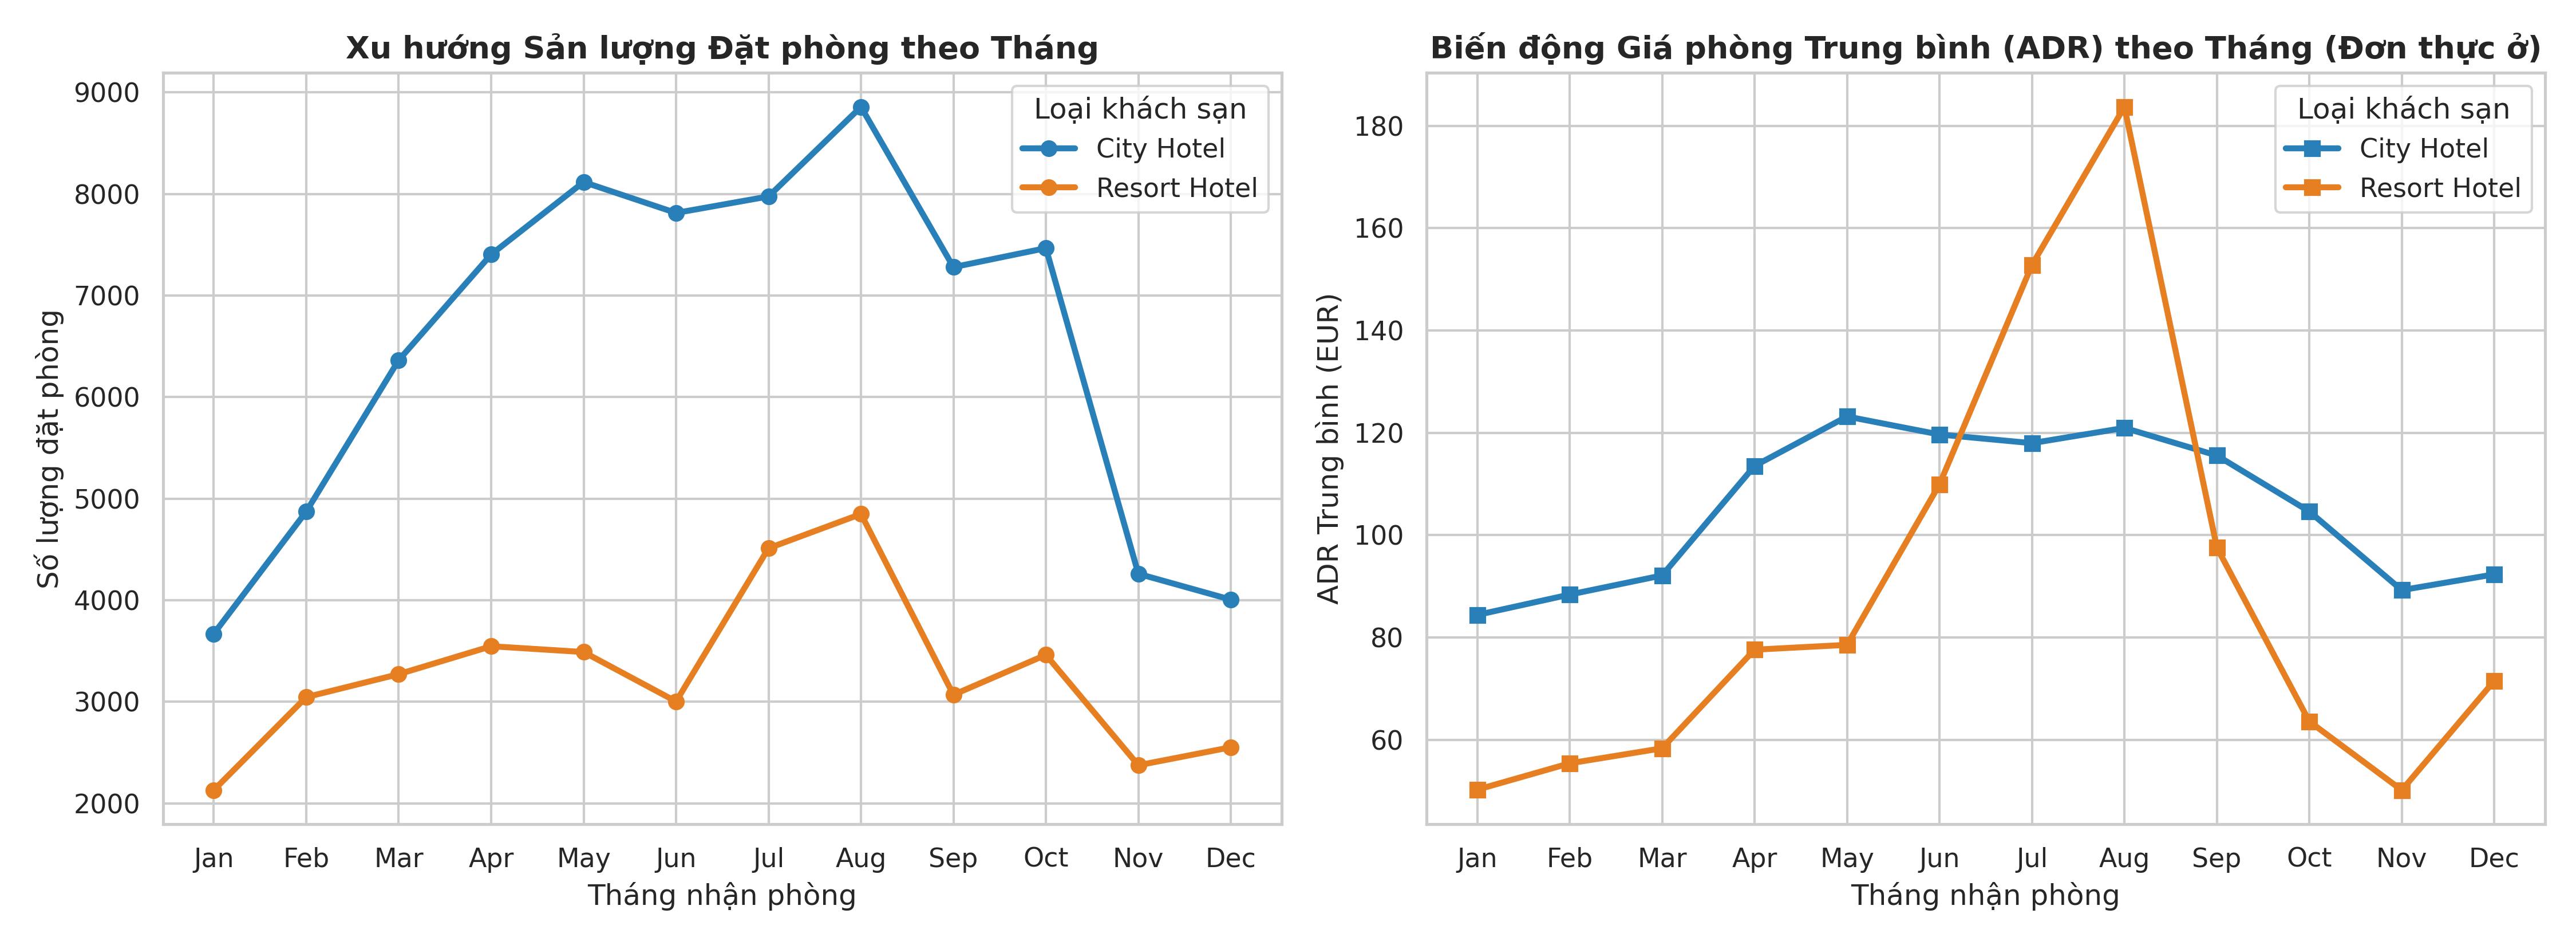 Xu hướng Sản lượng Đặt phòng theo Tháng
Số lượng đặt phòng
9000
8000
7000
6000
5000
4000
3000
2000
Loại khách sạn
City Hotel
Resort Hotel
Jan Feb Mar Apr May Jun Jul Aug Sep Oct Nov Dec
Tháng nhận phòng
Biến động Giá phòng Trung bình (ADR) theo Tháng (Đơn thực ở)
ADR Trung bình (EUR)
180
160
140
120
100
80
60
Loại khách sạn
City Hotel
Resort Hotel
Jan Feb Mar Apr May Jun Jul Aug Sep Oct Nov Dec
Tháng nhận phòng